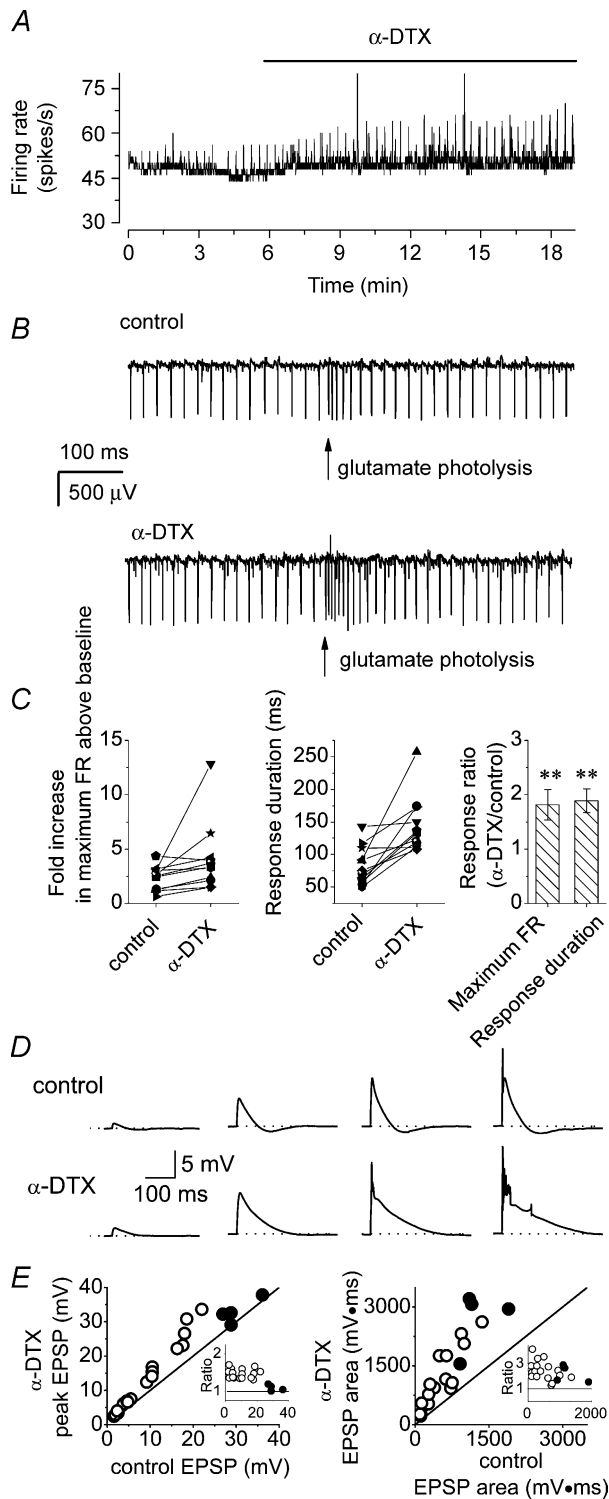 A
α-DTX
Firing rate
(spikes/s)
75
60
45
30
0 3 6 9 12 15 18
Time (min)
B
control
100 ms
500 μV
glutamate photolysis
α-DTX
glutamate photolysis
C
Fold increase
in maximum FR above baseline
15
10
5
0
control
α-DTX
Response duration (ms)
250
200
150
100
50
control
α-DTX
Response ratio
(α-DTX/control)
3
2
1
0
** **
Maximum FR
Response duration
D
control
α-DTX
5 mV
100 ms
E
α-DTX
peak EPSP (mV)
40
30
20
10
0
0 10 20 30 40
control EPSP (mV)
Ratio
2
1
0 20 40
α-DTX
EPSP area (mV•ms)
3000
1500
0
0 1500 3000
control
EPSP area (mV•ms)
Ratio
3
1
0 2000